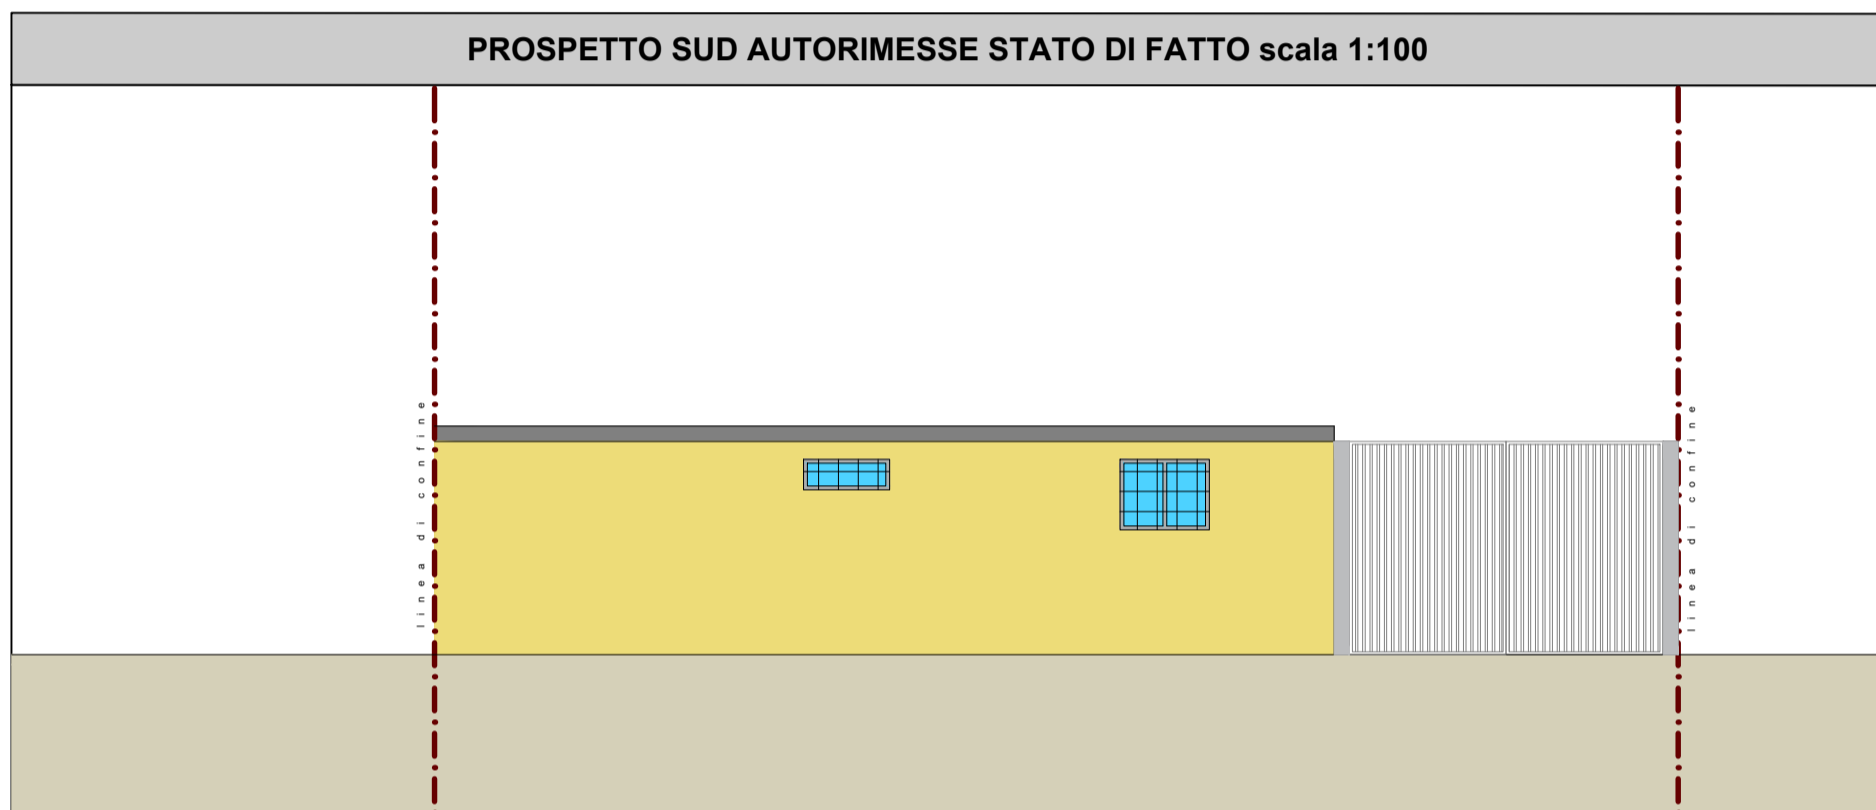 PROSPETTO SUD AUTORIMESSE STATO DI FATTO scala 1:100
linea di confine
linea di confine